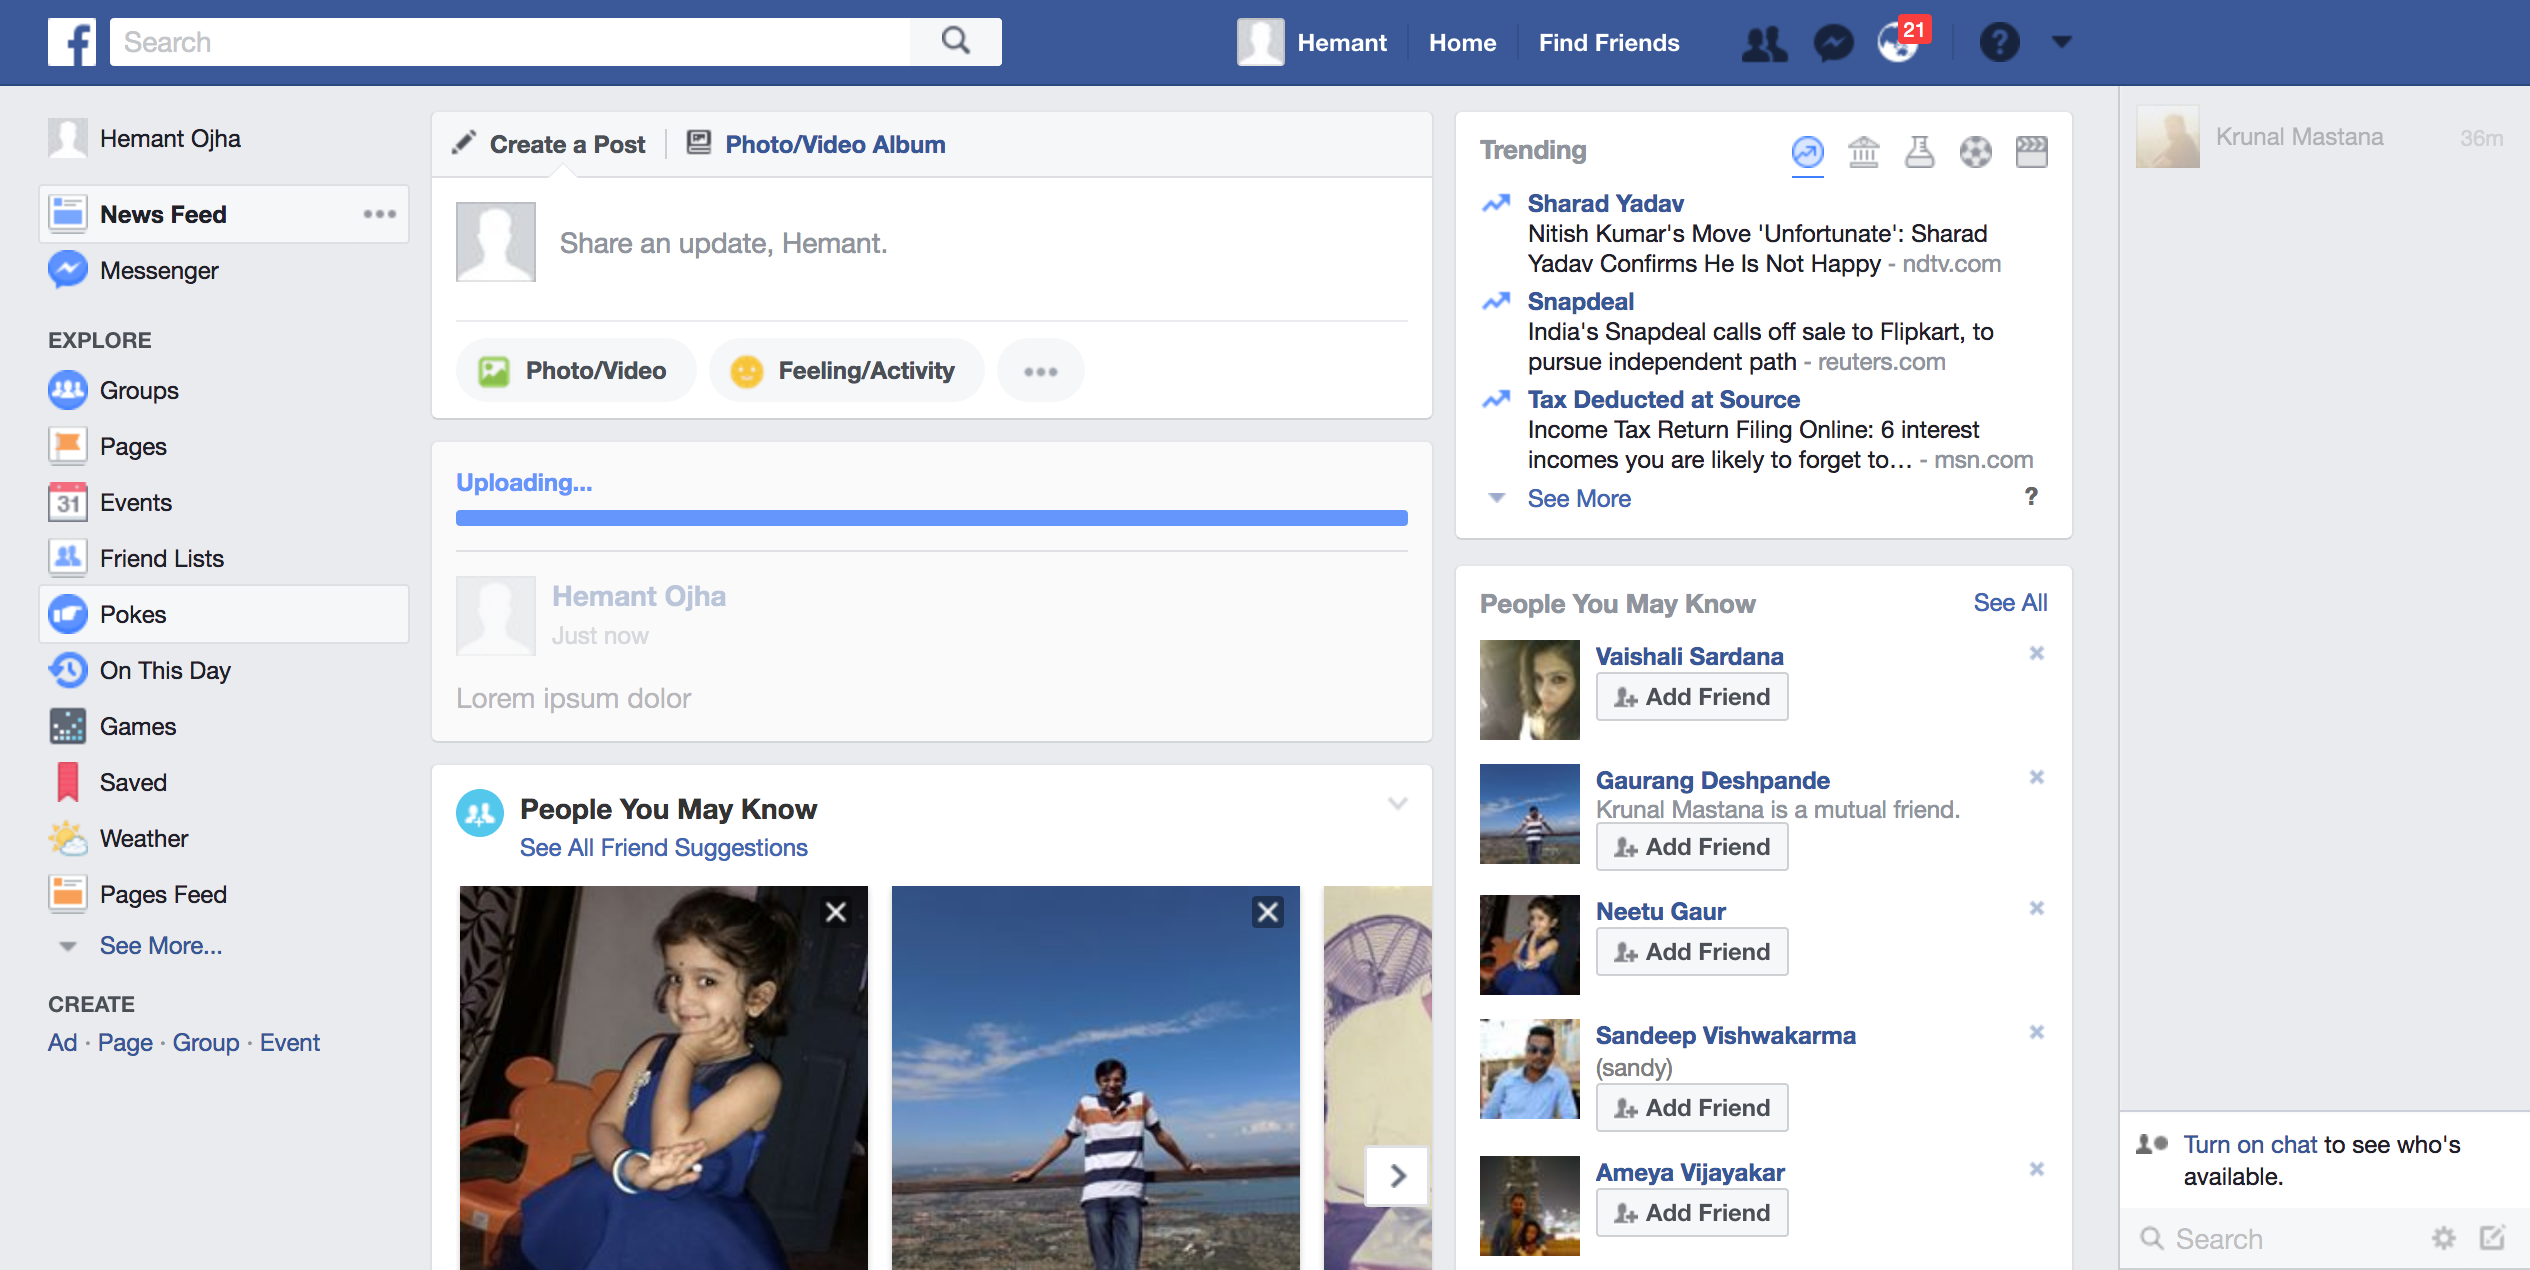 Search
Hemant
Home
Find Friends
21
Hemant Ojha
News Feed
Messenger
EXPLORE
Groups
Pages
31
Events
Friend Lists
Pokes
On This Day
Games
Saved
Weather
Pages Feed
See More...
CREATE
Ad · Page · Group · Event
Create a Post
Photo/Video Album
Share an update, Hemant.
Photo/Video
Feeling/Activity
Uploading...
Hemant Ojha
Just now
Lorem ipsum dolor
People You May Know
See All Friend Suggestions
Trending
Sharad Yadav
Nitish Kumar's Move 'Unfortunate': Sharad
Yadav Confirms He Is Not Happy - ndtv.com
Snapdeal
India's Snapdeal calls off sale to Flipkart, to
pursue independent path - reuters.com
Tax Deducted at Source
Income Tax Return Filing Online: 6 interest
incomes you are likely to forget to… - msn.com
See More
?
People You May Know
See All
Vaishali Sardana
Add Friend
Gaurang Deshpande
Krunal Mastana is a mutual friend.
Add Friend
Neetu Gaur
Add Friend
Sandeep Vishwakarma
(sandy)
Add Friend
Ameya Vijayakar
Add Friend
Krunal Mastana
36m
Turn on chat to see who's
available.
Search